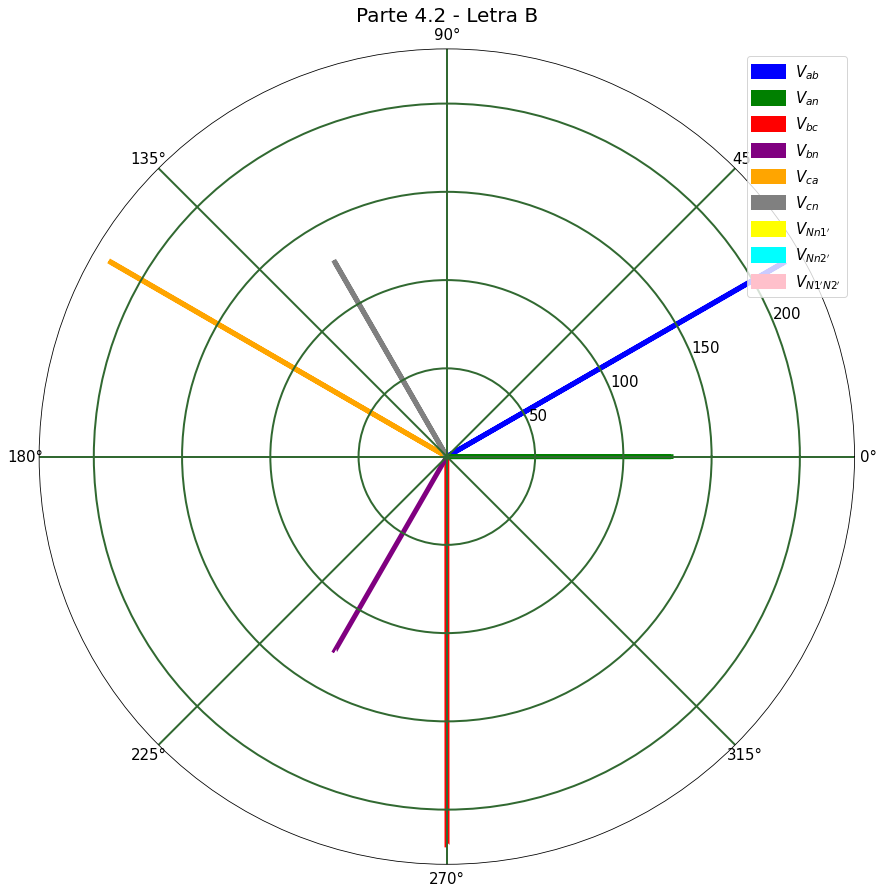 Parte 4.2 - Letra B
90°
135°
45
V_ab
V_an
V_bc
V_bn
V_ca
V_cn
V_Nn1'
V_Nn2'
V_N1'N2'
200
150
100
50
180°
0°
225°
315°
270°